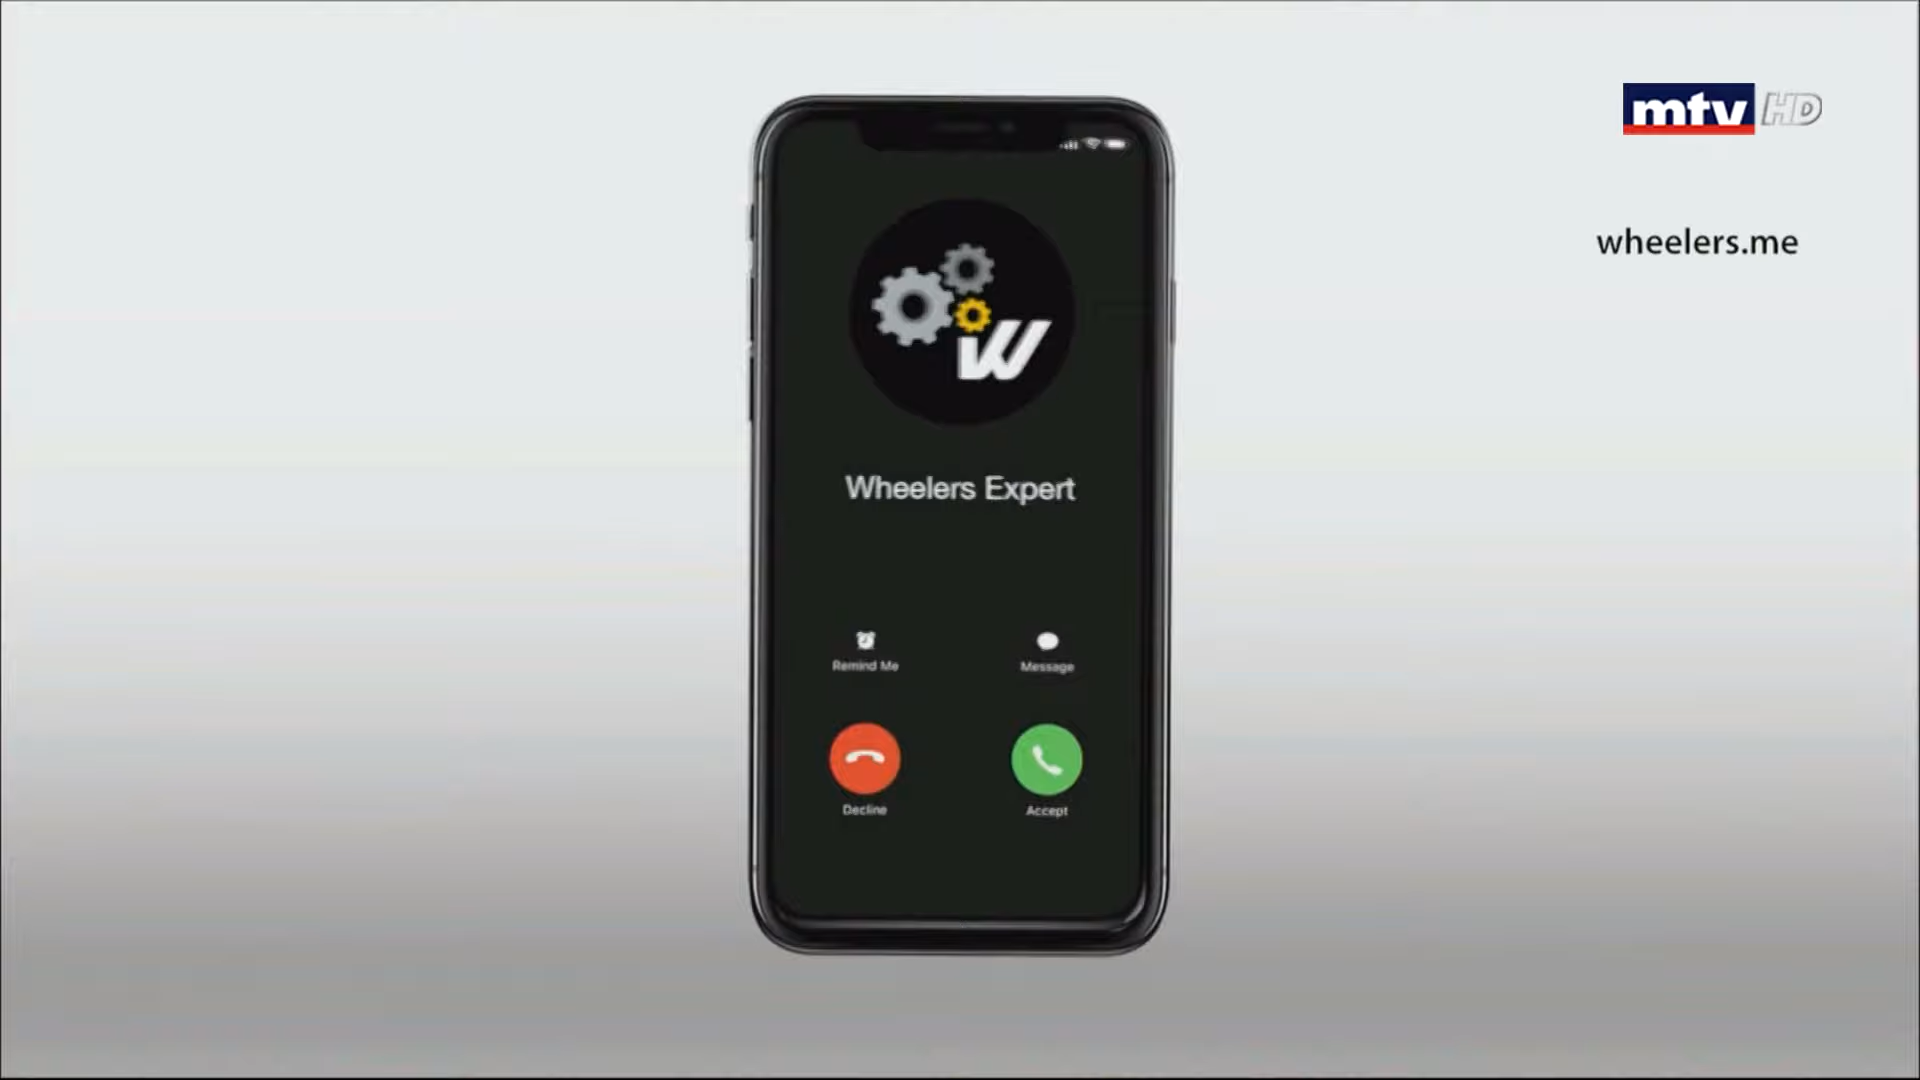 mtv HD
wheelers.me
W
Wheelers Expert
Remind Me
Message
Decline
Accept